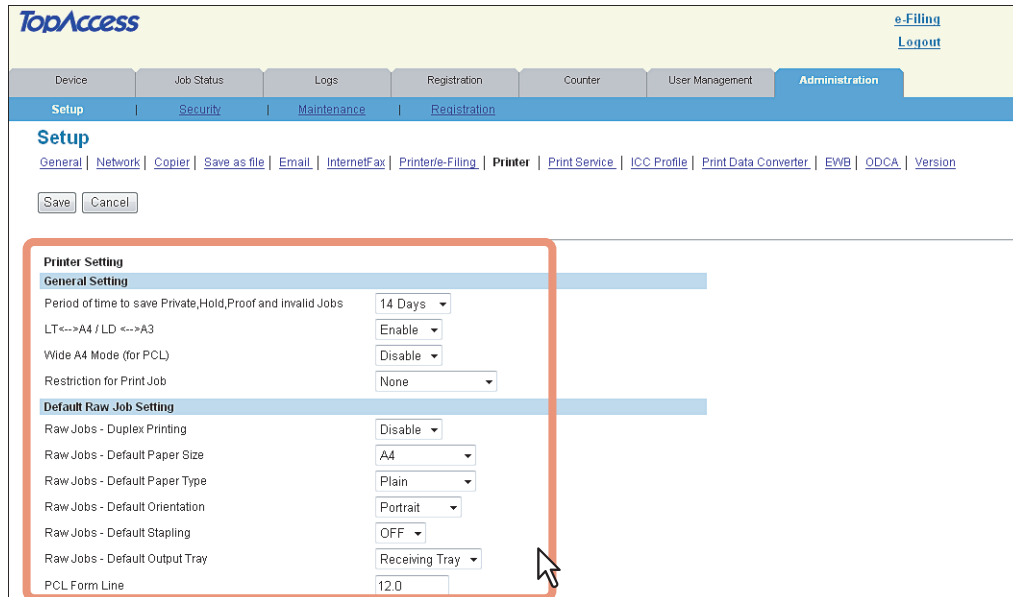 TopAccess
e-Filing
Logout
Device Job Status Logs Registration Counter User Management Administration
Setup | Security | Maintenance | Registration
Setup
General | Network | Copier | Save as file | Email | InternetFax | Printer/e-Filing | Printer | Print Service | ICC Profile | Print Data Converter | EWB | ODCA | Version
Save Cancel
Printer Setting
General Setting
Period of time to save Private,Hold,Proof and invalid Jobs 14 Days
LT<-->A4 / LD <-->A3 Enable
Wide A4 Mode (for PCL) Disable
Restriction for Print Job None
Default Raw Job Setting
Raw Jobs - Duplex Printing Disable
Raw Jobs - Default Paper Size A4
Raw Jobs - Default Paper Type Plain
Raw Jobs - Default Orientation Portrait
Raw Jobs - Default Stapling OFF
Raw Jobs - Default Output Tray Receiving Tray
PCL Form Line 12.0